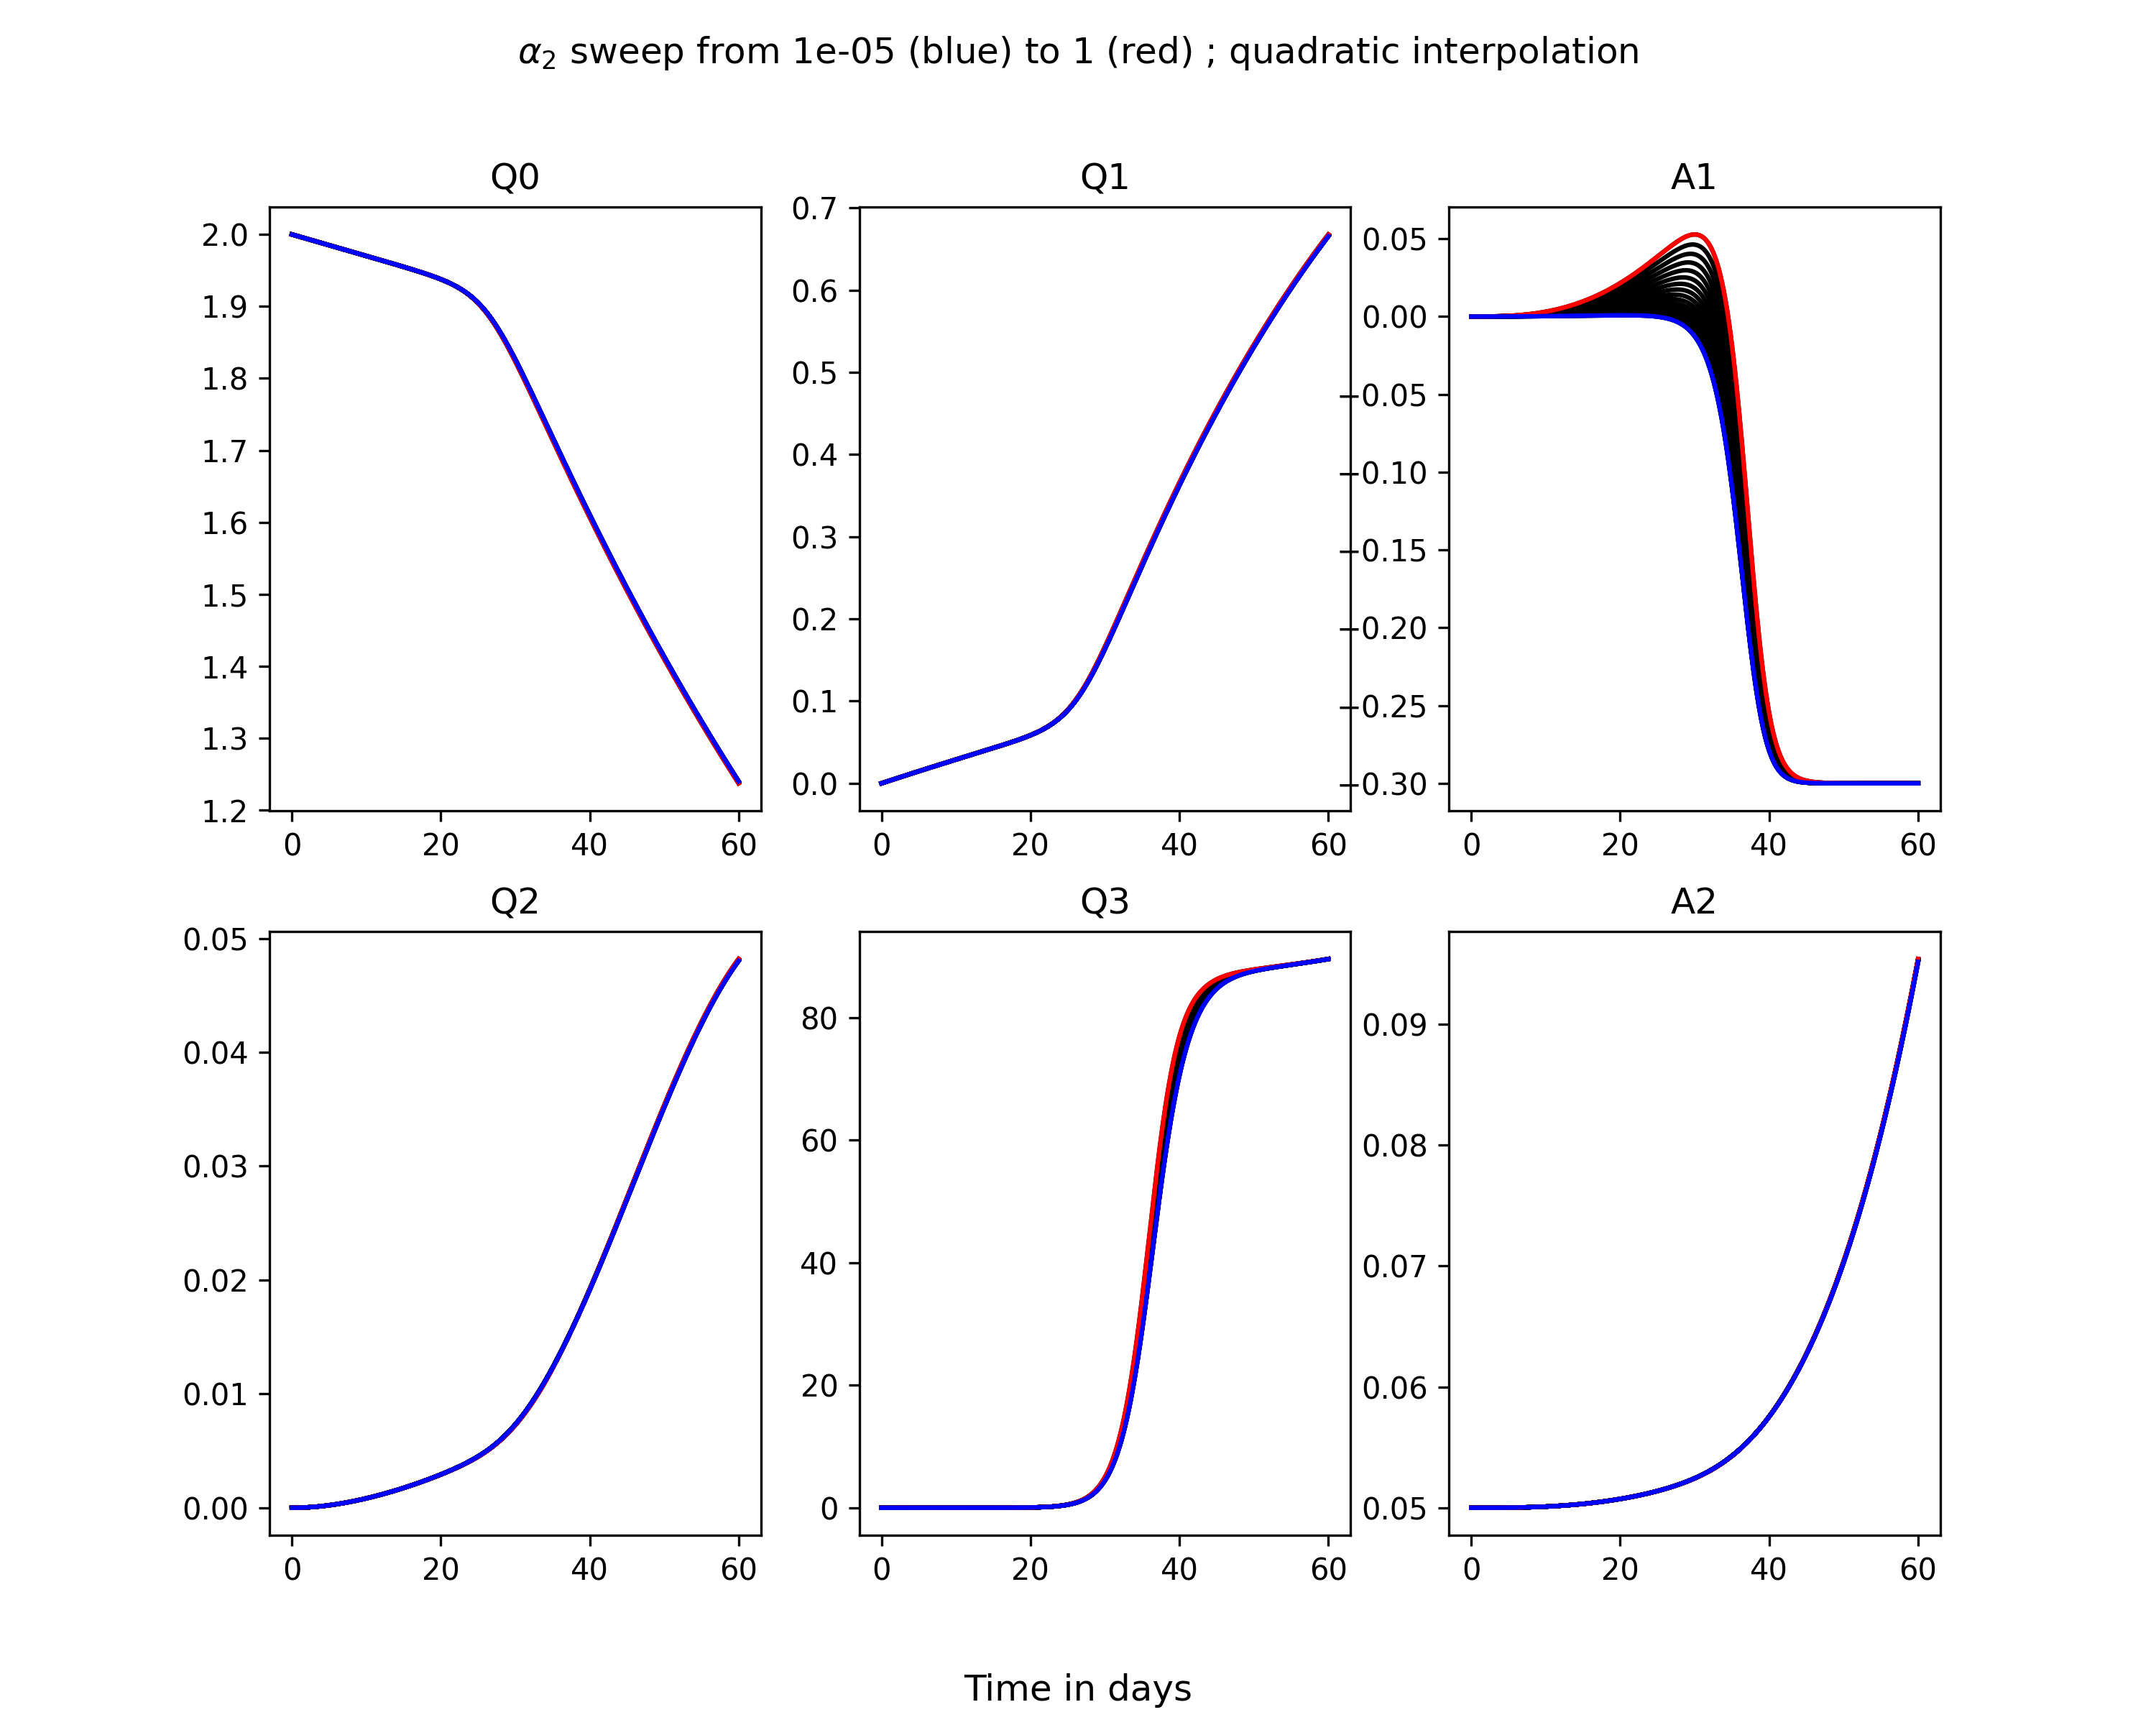 α₂ sweep from 1e-05 (blue) to 1 (red) ; quadratic interpolation
Q0
Q1
A1
2.0
1.9
1.8
1.7
1.6
1.5
1.4
1.3
1.2
0 20 40 60
0.7
0.6
0.5
0.4
0.3
0.2
0.1
0.0
0 20 40 60
0.05
0.00
−0.05
−0.10
−0.15
−0.20
−0.25
−0.30
0 20 40 60
Q2
Q3
A2
0.05
0.04
0.03
0.02
0.01
0.00
0 20 40 60
80
60
40
20
0
0 20 40 60
0.09
0.08
0.07
0.06
0.05
0 20 40 60
Time in days